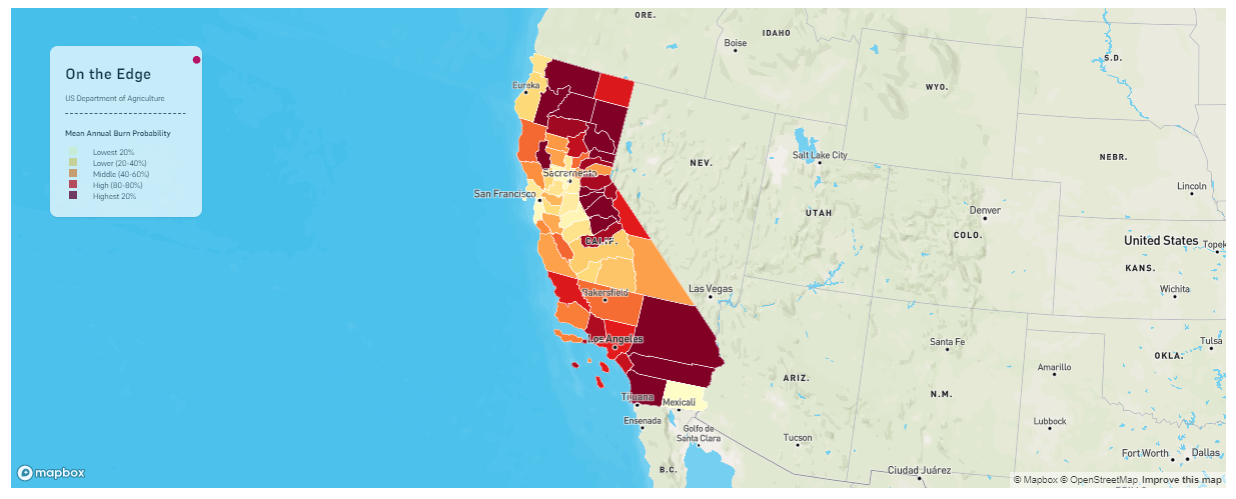 ORE.
IDAHO
Boise
S.D.
On the Edge
WYO.
Eureka
US Department of Agriculture
Mean Annual Burn Probability
Lowest 20%
Lower (20-40%)
Middle (40-60%)
High (80-80%)
Highest 20%
NEV.
Salt Lake City
NEBR.
Sacramento
San Francisco
Lincoln
UTAH
Denver
COLO.
CALIF.
United States
Topek
KANS.
Las Vegas
Wichita
Bakersfield
Los Angeles
Santa Fe
Tulsa
OKLA.
Amarillo
ARIZ.
N.M.
Tijuana
Mexicali
Ensenada
Golfo de
Santa Clara
Tucson
Lubbock
Fort Worth
Dallas
B.C.
Ciudad Juárez
mapbox
© Mapbox © OpenStreetMap Improve this map